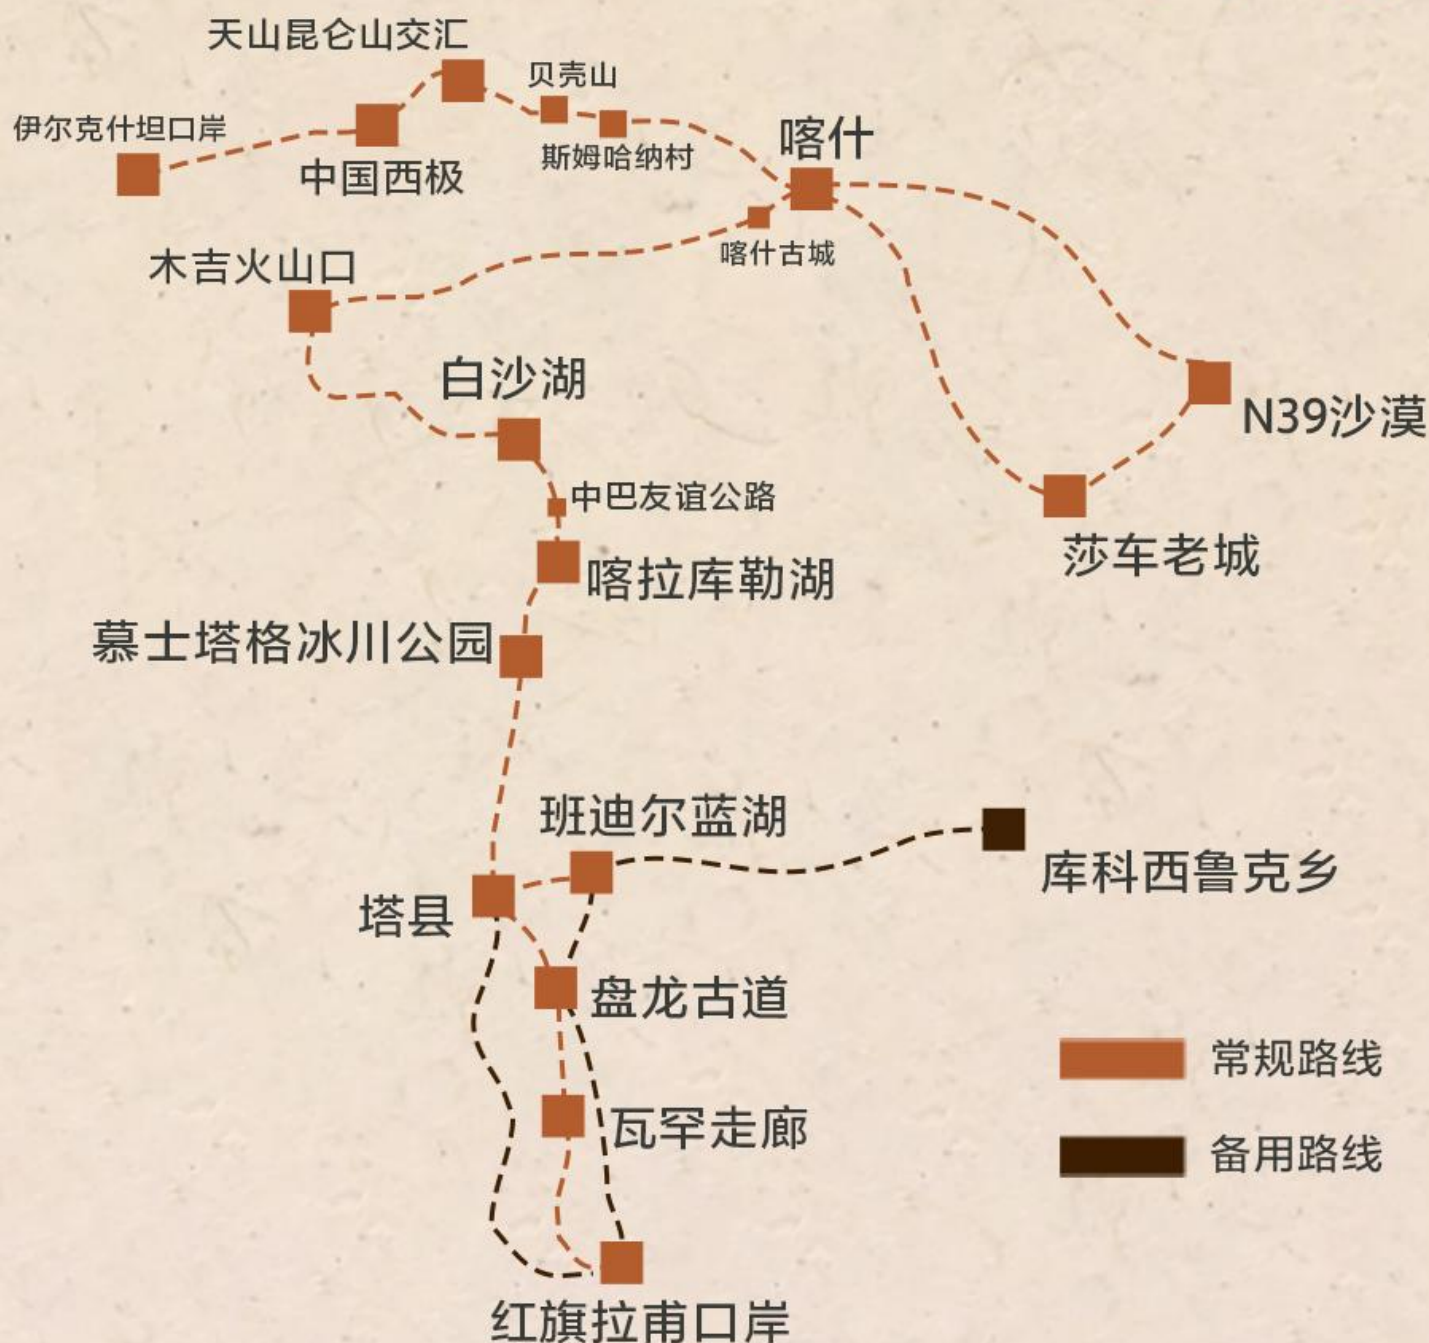 天山昆仑山交汇
贝壳山
伊尔克什坦口岸
中国西极
斯姆哈纳村
喀什
喀什古城
木吉火山口
白沙湖
N39沙漠
中巴友谊公路
莎车老城
喀拉库勒湖
慕士塔格冰川公园
班迪尔蓝湖
库科西鲁克乡
塔县
盘龙古道
常规路线
瓦罕走廊
备用路线
红旗拉甫口岸